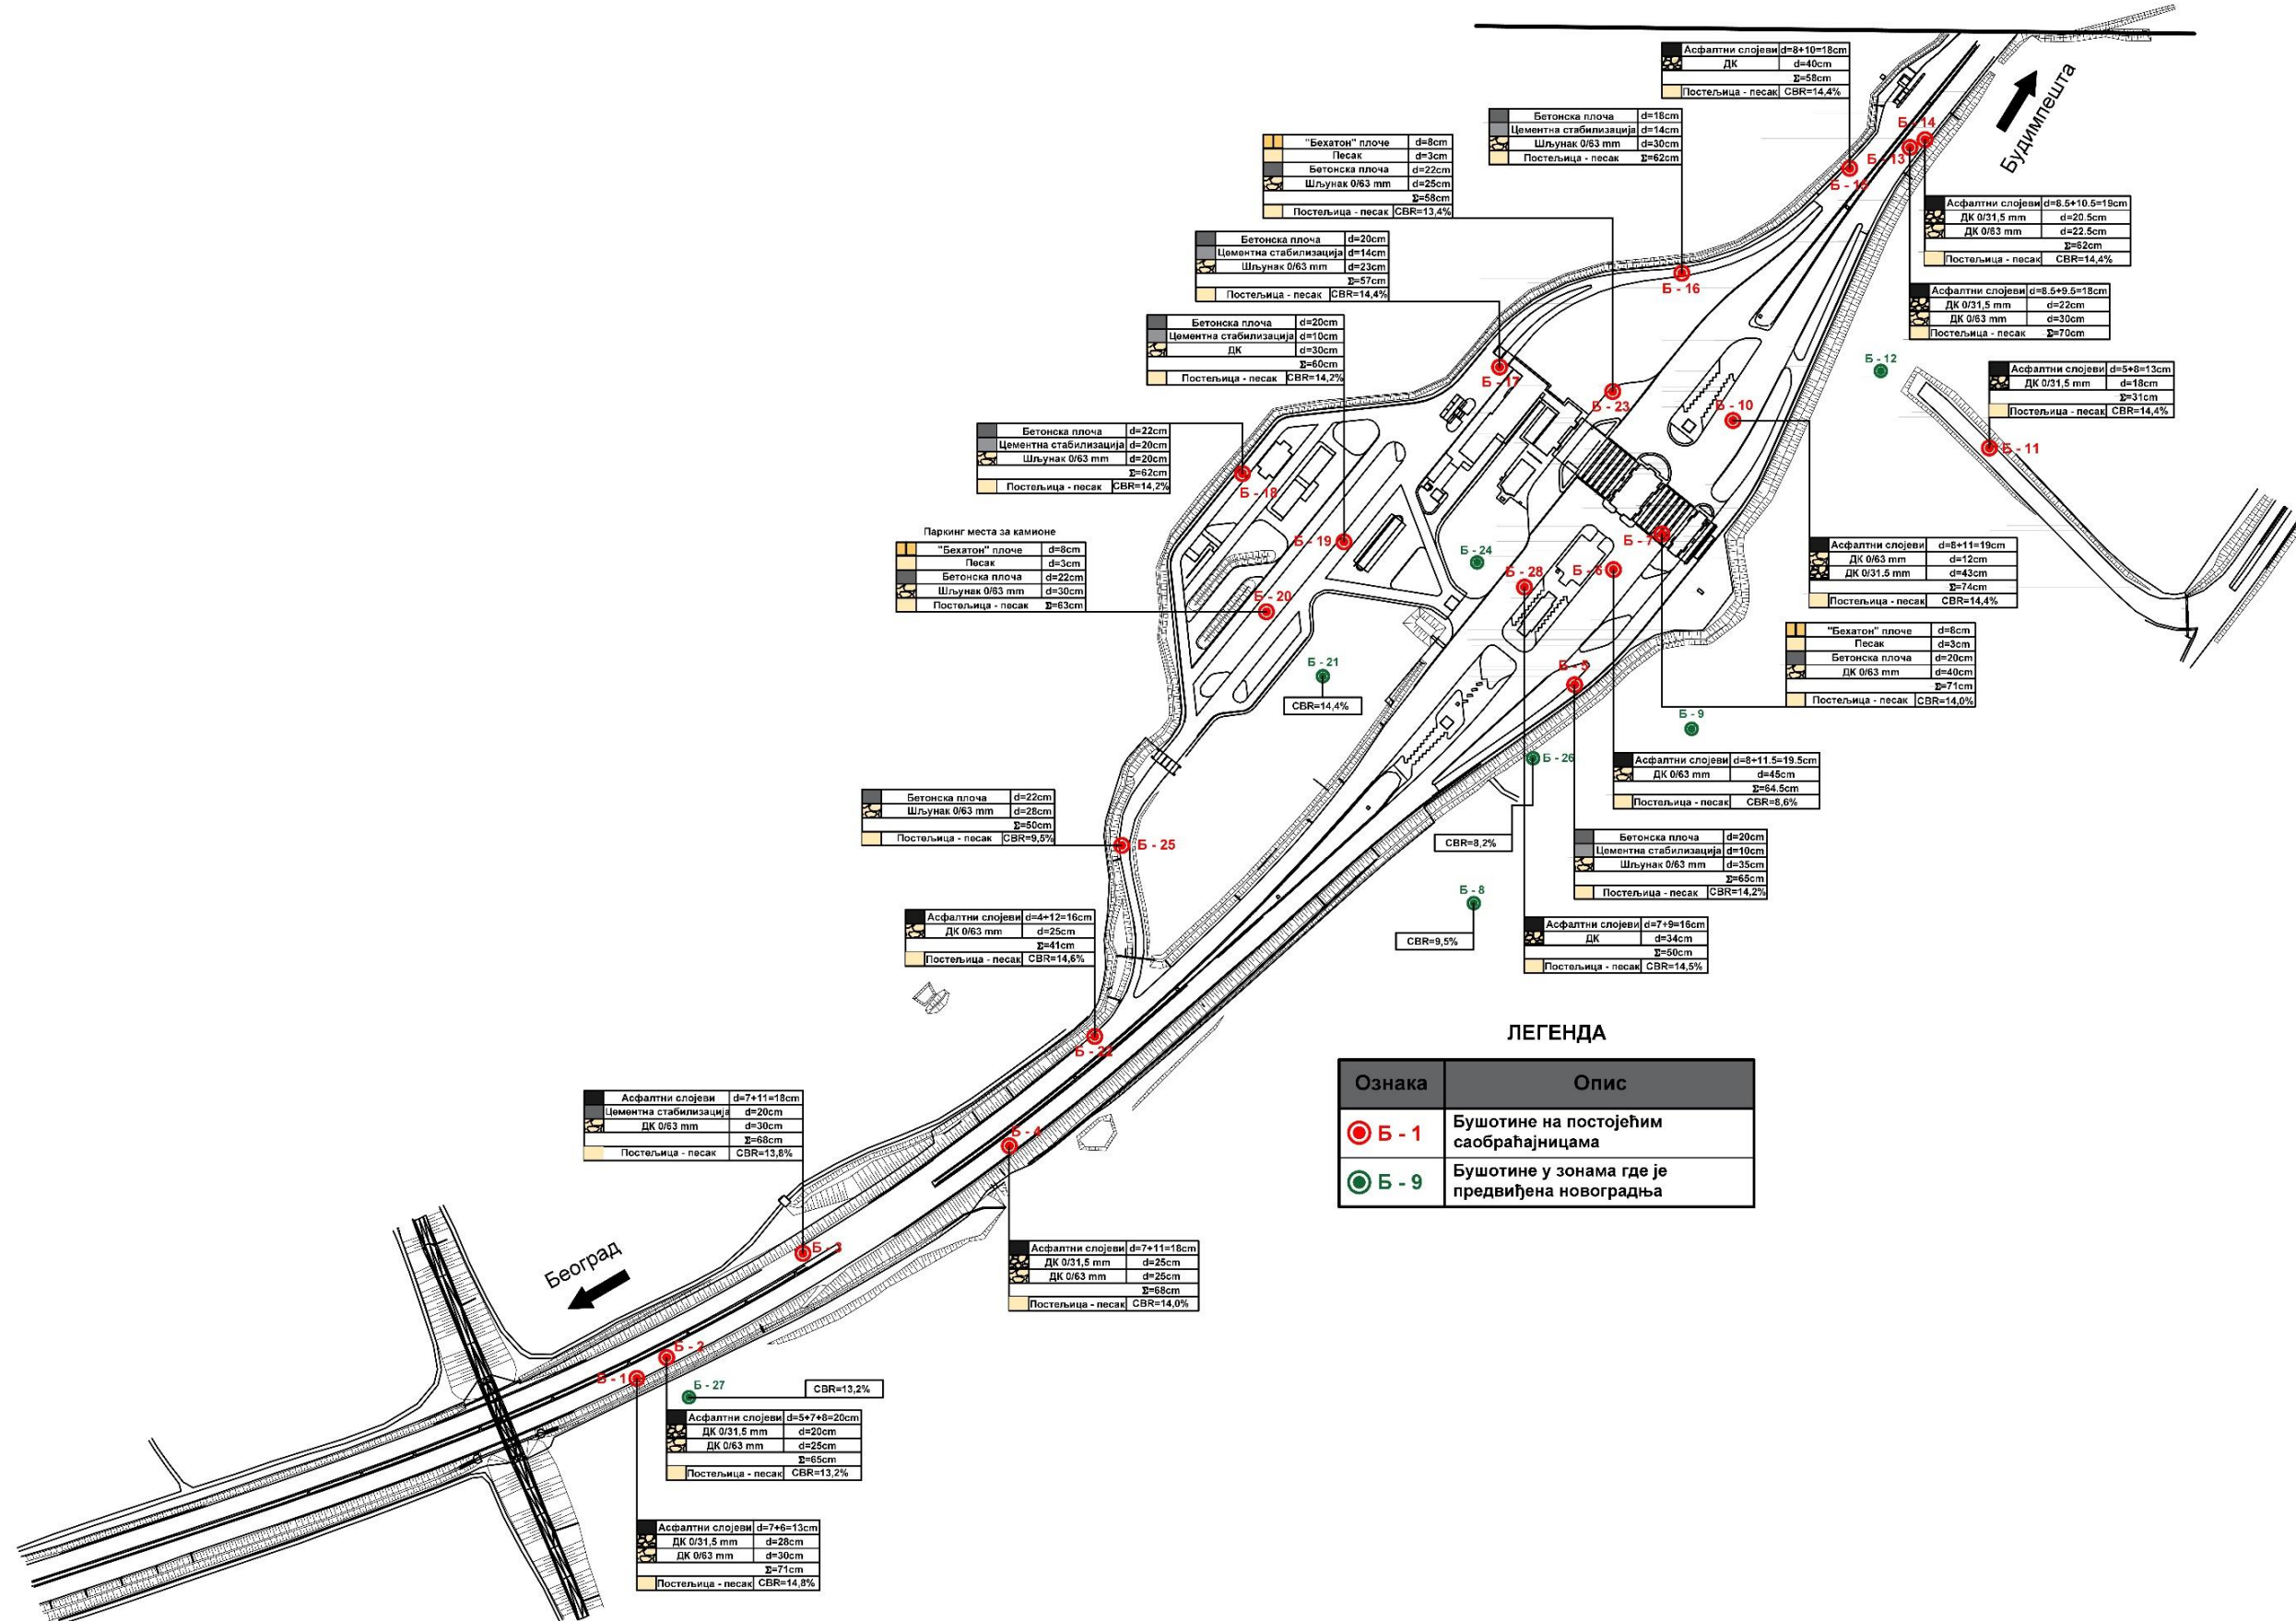 Асфалтни слојеви d=8+10=18cm
ДК d=40cm
Σ=58cm
Постељица - песак CBR=14,4%
Будимпешта
Бетонска плоча d=18cm
Цементна стабилизација d=14cm
Шљунак 0/63 mm d=30cm
Постељица - песак Σ=62cm
"Бехатон" плоче d=8cm
Песак d=3cm
Бетонска плоча d=22cm
Шљунак 0/63 mm d=25cm
Σ=58cm
Постељица - песак CBR=13,4%
Б - 14
Б - 13
Б - 15
Асфалтни слојеви d=8.5+10.5=19cm
ДК 0/31,5 mm d=20.5cm
ДК 0/63 mm d=22.5cm
Σ=62cm
Постељица - песак CBR=14,4%
Бетонска плоча d=20cm
Цементна стабилизација d=14cm
Шљунак 0/63 mm d=23cm
Σ=57cm
Постељица - песак CBR=14,4%
Б - 16
Асфалтни слојеви d=8.5+9.5=18cm
ДК 0/31,5 mm d=22cm
ДК 0/63 mm d=30cm
Постељица - песак Σ=70cm
Бетонска плоча d=20cm
Цементна стабилизација d=10cm
ДК d=30cm
Σ=60cm
Постељица - песак CBR=14,2%
Б - 12
Асфалтни слојеви d=5+8=13cm
ДК 0/31,5 mm d=18cm
Σ=31cm
Постељица - песак CBR=14,4%
Б - 17
Б - 23
Б - 10
Б - 11
Бетонска плоча d=22cm
Цементна стабилизација d=20cm
Шљунак 0/63 mm d=20cm
Σ=62cm
Постељица - песак CBR=14,2%
Б - 18
Паркинг места за камионе
"Бехатон" плоче d=8cm
Песак d=3cm
Бетонска плоча d=22cm
Шљунак 0/63 mm d=30cm
Постељица - песак Σ=63cm
Б - 19
Б - 24
Б - 7
Б - 28
Б - 6
Б - 20
Асфалтни слојеви d=8+11=19cm
ДК 0/63 mm d=12cm
ДК 0/31.5 mm d=43cm
Σ=74cm
Постељица - песак CBR=14,4%
"Бехатон" плоче d=8cm
Песак d=3cm
Бетонска плоча d=20cm
ДК 0/63 mm d=40cm
Σ=71cm
Постељица - песак CBR=14,0%
Б - 21
CBR=14,4%
Б - 5
Б - 9
Б - 26
Асфалтни слојеви d=8+11.5=19.5cm
ДК 0/63 mm d=45cm
Σ=64.5cm
Постељица - песак CBR=8,6%
Бетонска плоча d=22cm
Шљунак 0/63 mm d=28cm
Σ=50cm
Постељица - песак CBR=9,5%
Б - 25
CBR=8,2%
Бетонска плоча d=20cm
Цементна стабилизација d=10cm
Шљунак 0/63 mm d=35cm
Σ=65cm
Постељица - песак CBR=14,2%
Б - 8
CBR=9,5%
Асфалтни слојеви d=4+12=16cm
ДК 0/63 mm d=25cm
Σ=41cm
Постељица - песак CBR=14,6%
Асфалтни слојеви d=7+9=16cm
ДК d=34cm
Σ=50cm
Постељица - песак CBR=14,5%
Б - 22
ЛЕГЕНДА
Ознака Опис
Б - 1 Бушотине на постојећим
саобраћајницама
Б - 9 Бушотине у зонама где је
предвиђена новоградња
Асфалтни слојеви d=7+11=18cm
Цементна стабилизација d=20cm
ДК 0/63 mm d=30cm
Σ=68cm
Постељица - песак CBR=13,8%
Б - 4
Б - 3
Београд
Асфалтни слојеви d=7+11=18cm
ДК 0/31,5 mm d=25cm
ДК 0/63 mm d=25cm
Σ=68cm
Постељица - песак CBR=14,0%
Б - 2
Б - 1
Б - 27
CBR=13,2%
Асфалтни слојеви d=5+7+8=20cm
ДК 0/31,5 mm d=20cm
ДК 0/63 mm d=25cm
Σ=65cm
Постељица - песак CBR=13,2%
Асфалтни слојеви d=7+6=13cm
ДК 0/31,5 mm d=28cm
ДК 0/63 mm d=30cm
Σ=71cm
Постељица - песак CBR=14,8%